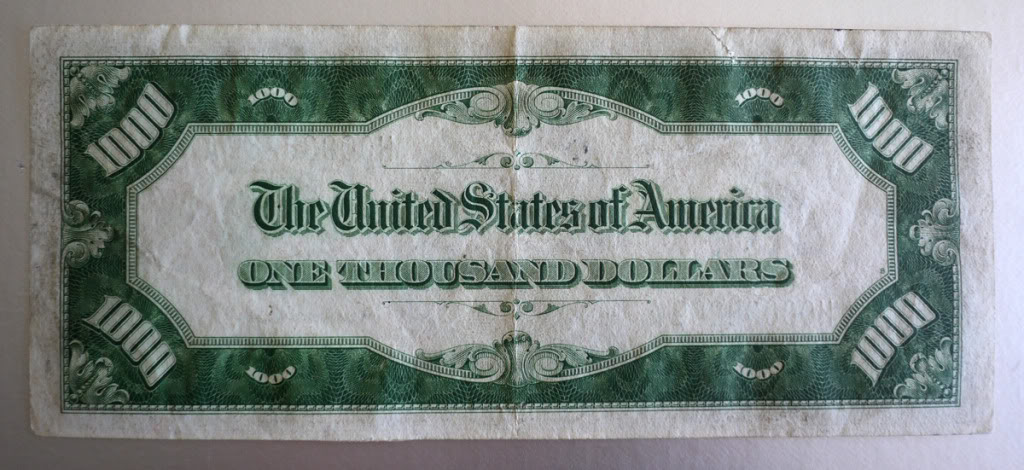 1000 1000 1000 1000
The United States of America
ONE THOUSAND DOLLARS
1000 1000 1000 1000